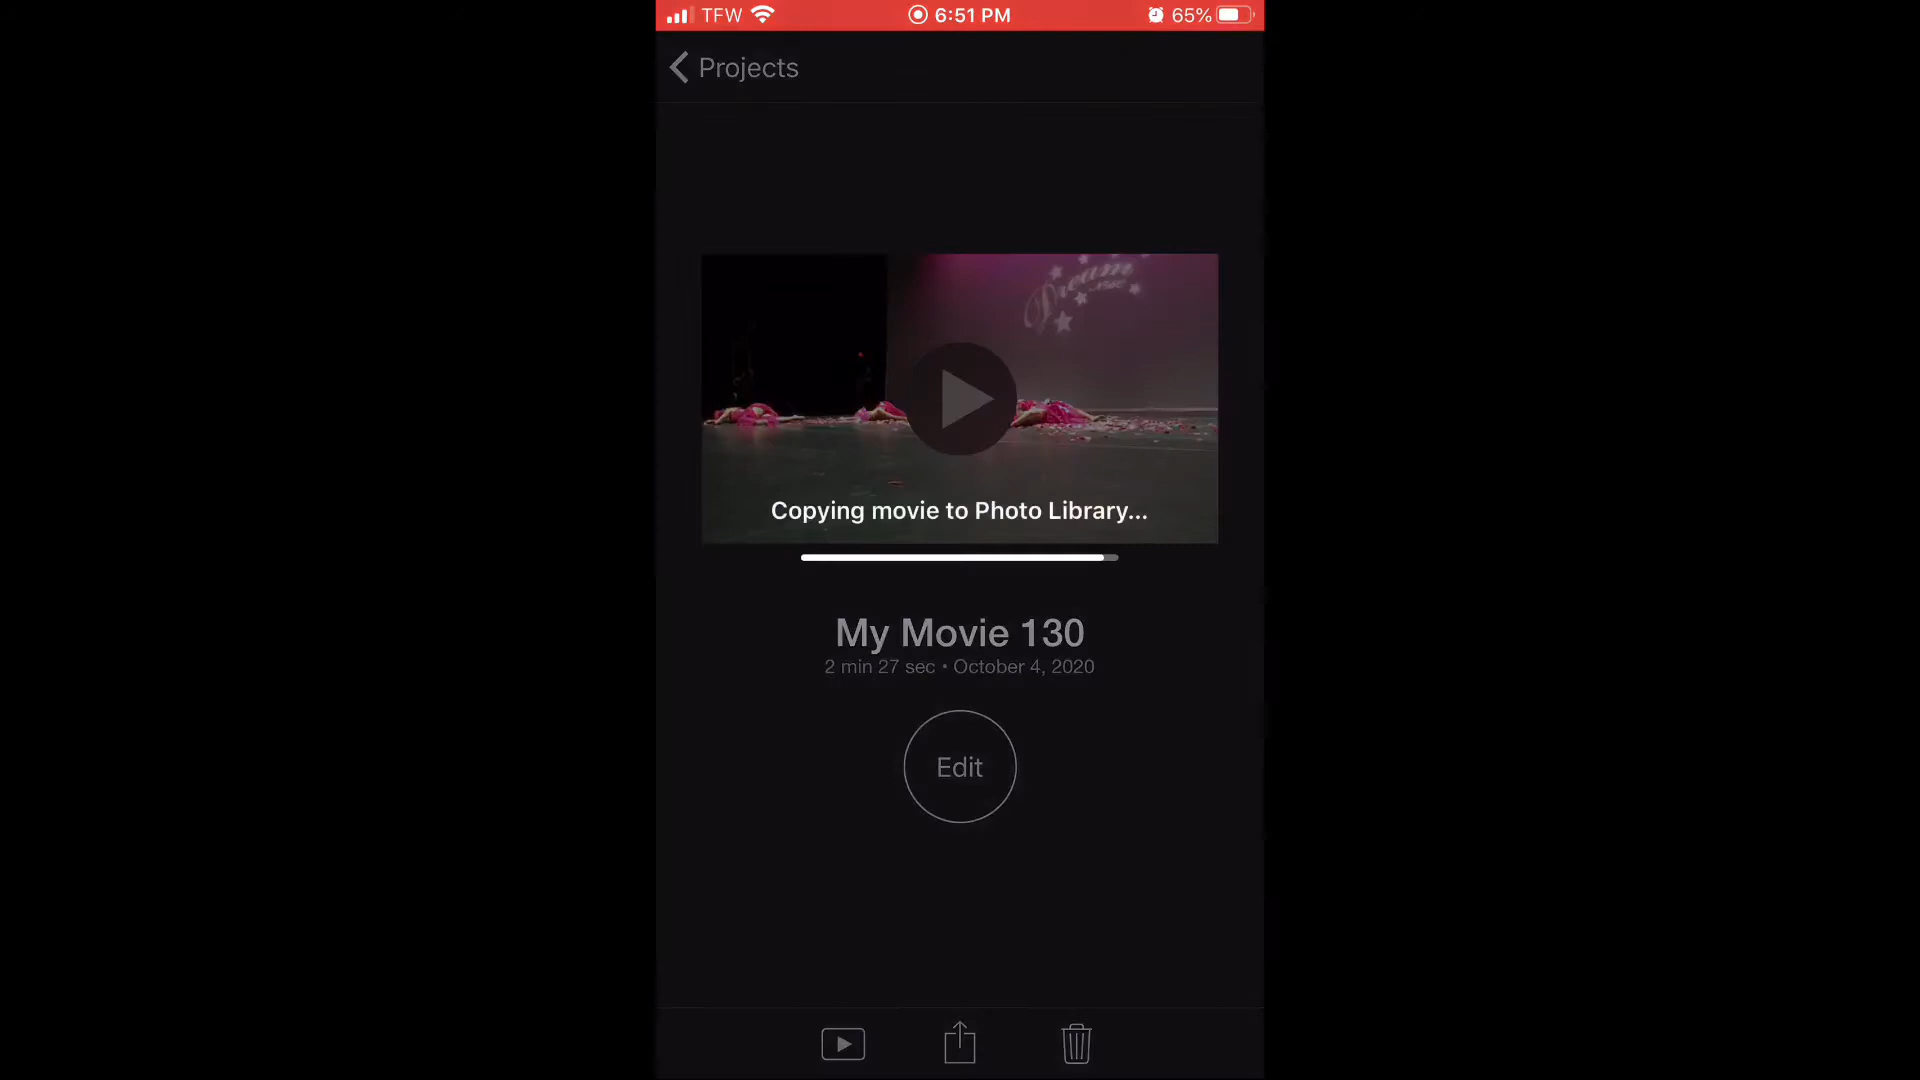 TFW 6:51 PM 65%
Projects
Dream
Copying movie to Photo Library...
My Movie 130
2 min 27 sec • October 4, 2020
Edit